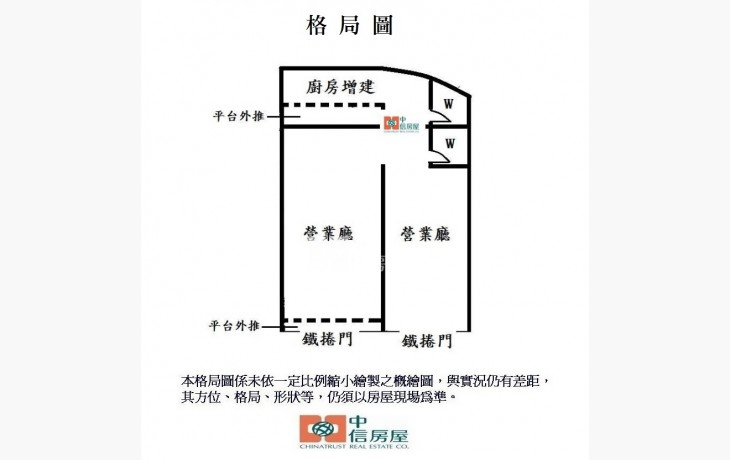 格局圖
廚房增建
W
平台外推
中信房屋
CHINATRUST REAL ESTATE CO.
W
營業廳
營業廳
平台外推
鐵捲門
鐵捲門
本格局圖係未依一定比例縮小繪製之概繪圖，與實況仍有差距，
其方位、格局、形狀等，仍須以房屋現場為準。
中信房屋
CHINATRUST REAL ESTATE CO.